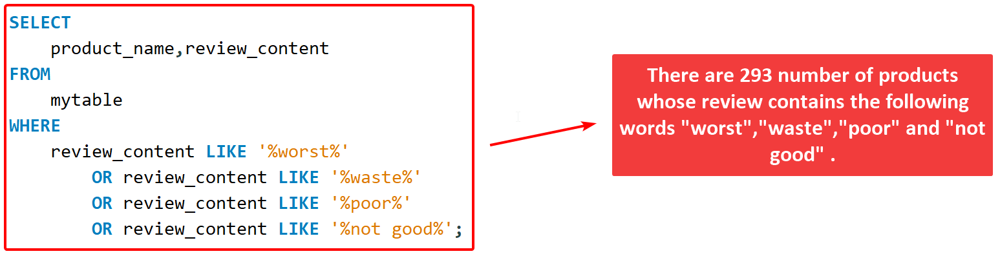 SELECT
product_name,review_content
FROM
mytable
WHERE
review_content LIKE '%worst%'
OR review_content LIKE '%waste%'
OR review_content LIKE '%poor%'
OR review_content LIKE '%not good%';
There are 293 number of products
whose review contains the following
words "worst","waste","poor" and "not
good" .